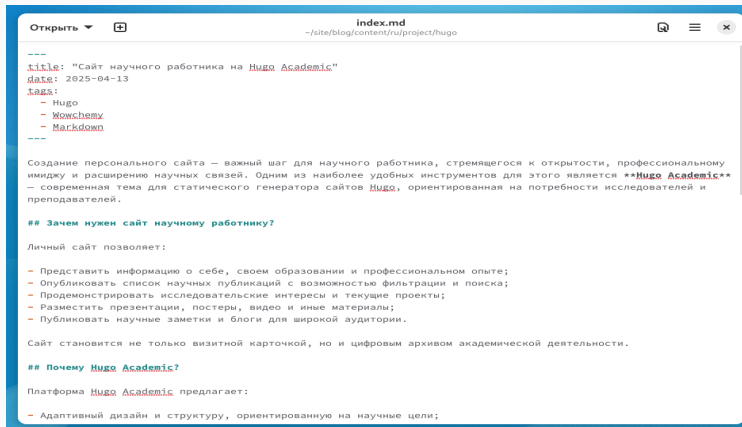 Открыть
index.md
~/site/blog/content/ru/project/hugo
---
title: "Сайт научного работника на Hugo Academic"
date: 2025-04-13
tags:
- Hugo
- Wowchemy
- Markdown
---
Создание персонального сайта — важный шаг для научного работника, стремящегося к открытости, профессиональному
имиджу и расширению научных связей. Одним из наиболее удобных инструментов для этого является **Hugo Academic**
— современная тема для статического генератора сайтов Hugo, ориентированная на потребности исследователей и
преподавателей.
## Зачем нужен сайт научному работнику?
Личный сайт позволяет:
- Представить информацию о себе, своем образовании и профессиональном опыте;
- Опубликовать список научных публикаций с возможностью фильтрации и поиска;
- Продемонстрировать исследовательские интересы и текущие проекты;
- Разместить презентации, постеры, видео и иные материалы;
- Публиковать научные заметки и блоги для широкой аудитории.
Сайт становится не только визитной карточкой, но и цифровым архивом академической деятельности.
## Почему Hugo Academic?
Платформа Hugo Academic предлагает:
- Адаптивный дизайн и структуру, ориентированную на научные цели;